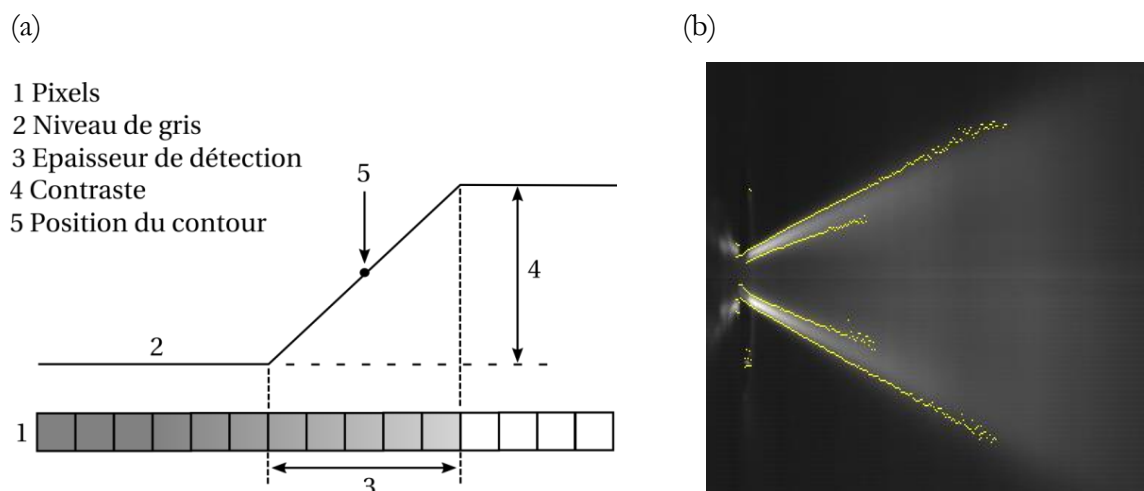 (a)
(b)
1 Pixels
2 Niveau de gris
3 Epaisseur de détection
4 Contraste
5 Position du contour
5
4
2
1
3